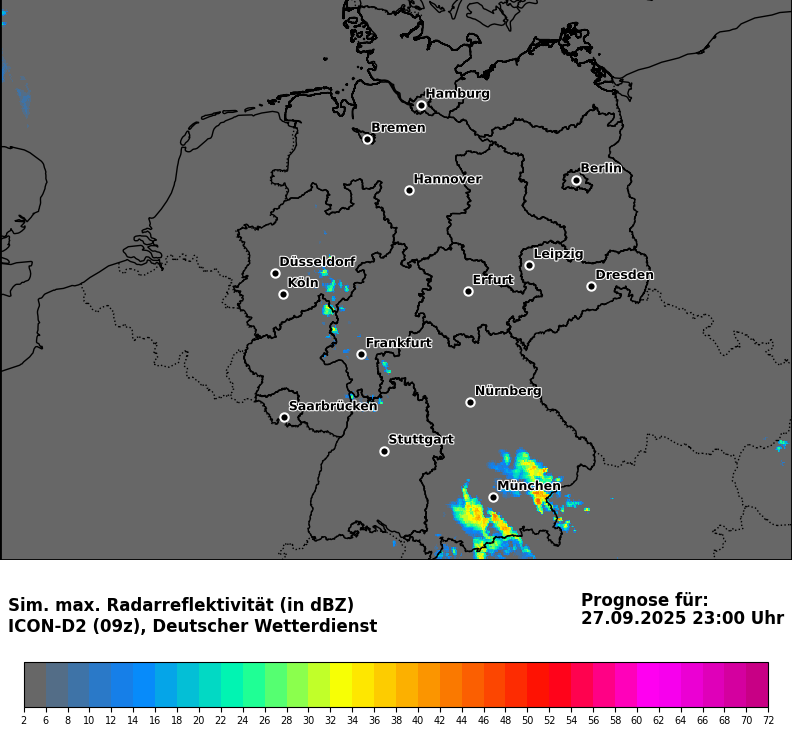 Hamburg
Bremen
Berlin
Hannover
Leipzig
Düsseldorf
Dresden
Köln
Erfurt
Frankfurt
Nürnberg
Saarbrücken
Stuttgart
München
Sim. max. Radarreflektivität (in dBZ)
ICON-D2 (09z), Deutscher Wetterdienst
Prognose für:
27.09.2025 23:00 Uhr
2 6 8 10 12 14 16 18 20 22 24 26 28 30 32 34 36 38 40 42 44 46 48 50 52 54 56 58 60 62 64 66 68 70 72